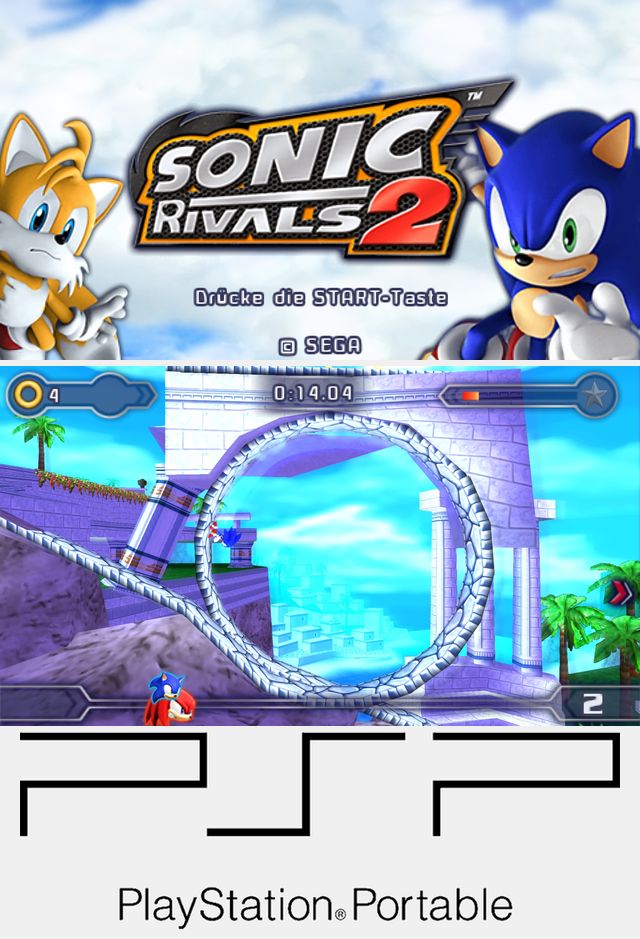 SONIC
RIVALS 2
TM
Drücke die START-Taste
© SEGA
4
0:14.04
2
PSP
PlayStation® Portable